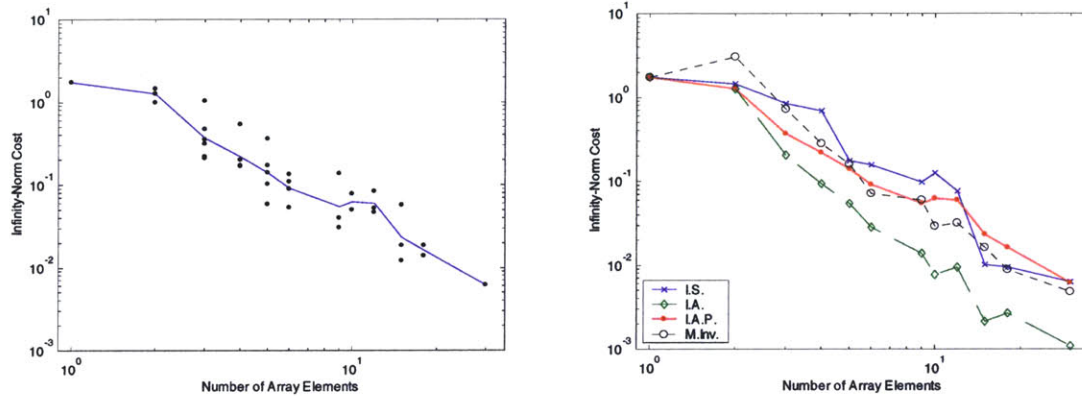 10^1
10^0
10^-1
10^-2
10^-3
10^0
10^1
Infinity-Norm Cost
Number of Array Elements
10^1
10^0
10^-1
10^-2
10^-3
10^0
10^1
Infinity-Norm Cost
Number of Array Elements
I.S.
I.A.
I.A.P.
M.Inv.